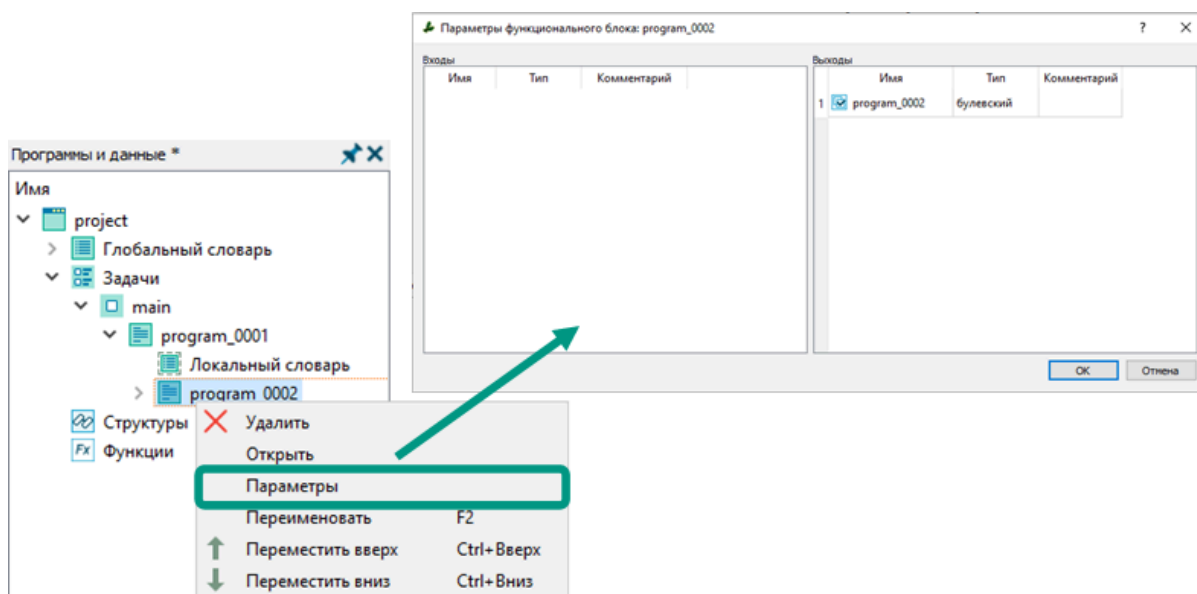 Параметры функционального блока: program_0002 ?
Входы
Имя Тип Комментарий
Выходы
Имя Тип Комментарий
1 program_0002 булевский
OK Отмена
Программы и данные *
Имя
project
Глобальный словарь
Задачи
main
program_0001
Локальный словарь
program_0002
Структуры
Fx Функции
Удалить
Открыть
Параметры
Переименовать F2
Переместить вверх Ctrl+Вверх
Переместить вниз Ctrl+Вниз